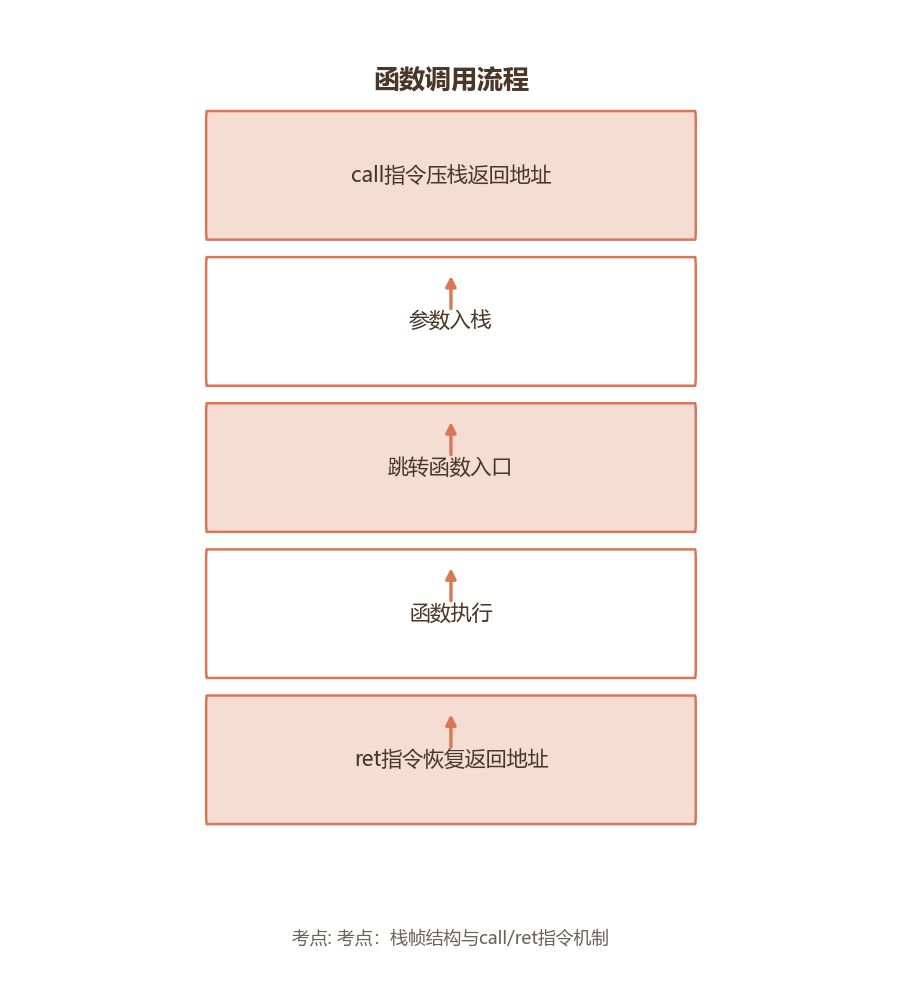 函数调用流程
call指令压栈返回地址
参数入栈
跳转函数入口
函数执行
ret指令恢复返回地址
考点: 考点：栈帧结构与call/ret指令机制